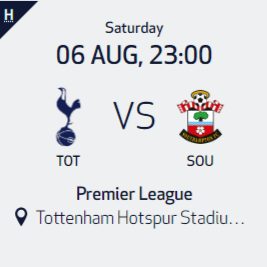 H
Saturday
06 AUG, 23:00
VS
TOT SOU
Premier League
Tottenham Hotspur Stadiu...